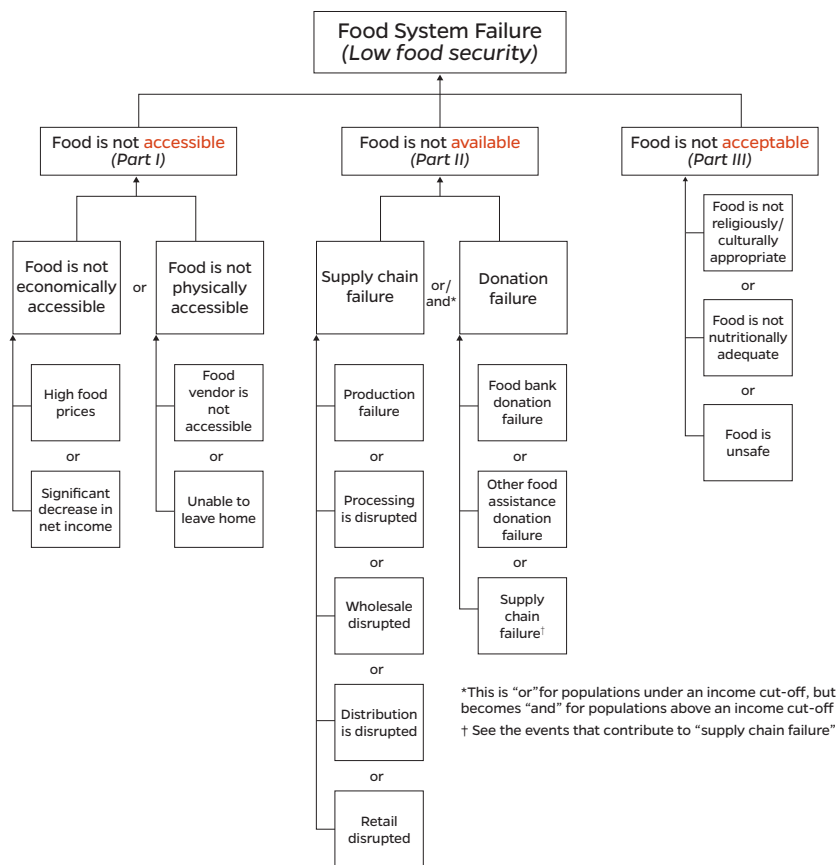 Food System Failure
(Low food security)
Food is not accessible
(Part I)
Food is not available
(Part II)
Food is not acceptable
(Part III)
Food is not
economically
accessible
or
Food is not
physically
accessible
Supply chain
failure
or/
and*
Donation
failure
Food is not
religiously/
culturally
appropriate
or
Food is not
nutritionally
adequate
or
Food is
unsafe
High food
prices
or
Significant
decrease in
net income
Food
vendor is
not
accessible
or
Unable to
leave home
Production
failure
or
Processing
is disrupted
or
Wholesale
disrupted
or
Distribution
is disrupted
or
Retail
disrupted
Food bank
donation
failure
or
Other food
assistance
donation
failure
or
Supply
chain
failure†
*This is “or”for populations under an income cut-off, but
becomes “and” for populations above an income cut-off
† See the events that contribute to “supply chain failure”